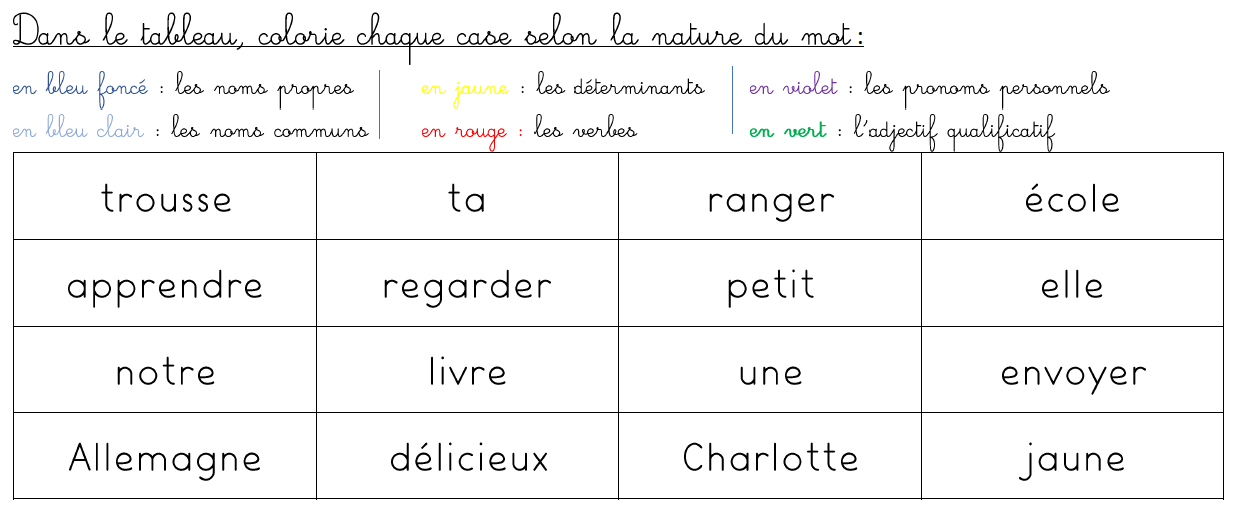 Dans le tableau, colorie chaque case selon la nature du mot :
en bleu foncé : les noms propres
en bleu clair : les noms communs
en jaune : les déterminants
en rouge : les verbes
en violet : les pronoms personnels
en vert : l'adjectif qualificatif
trousse ta ranger école
apprendre regarder petit elle
notre livre une envoyer
Allemagne délicieux Charlotte jaune